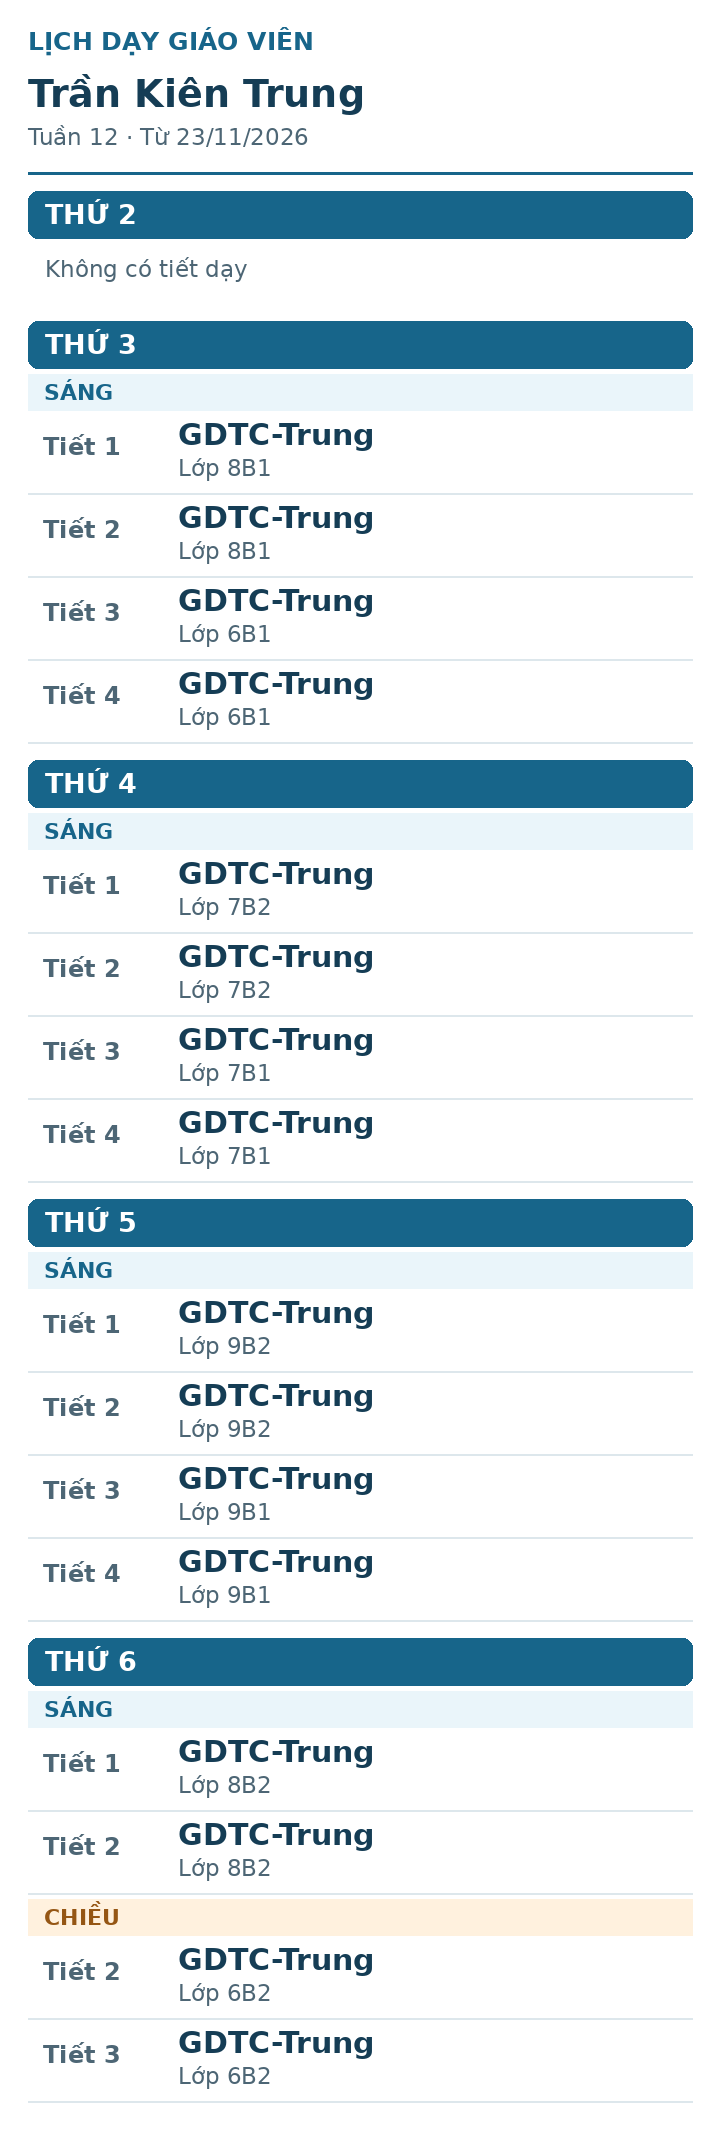 LỊCH DẠY GIÁO VIÊN
Trần Kiên Trung
Tuần 12 · Từ 23/11/2026
THỨ 2
Không có tiết dạy
THỨ 3
SÁNG
Tiết 1
GDTC-Trung
Lớp 8B1
Tiết 2
GDTC-Trung
Lớp 8B1
Tiết 3
GDTC-Trung
Lớp 6B1
Tiết 4
GDTC-Trung
Lớp 6B1
THỨ 4
SÁNG
Tiết 1
GDTC-Trung
Lớp 7B2
Tiết 2
GDTC-Trung
Lớp 7B2
Tiết 3
GDTC-Trung
Lớp 7B1
Tiết 4
GDTC-Trung
Lớp 7B1
THỨ 5
SÁNG
Tiết 1
GDTC-Trung
Lớp 9B2
Tiết 2
GDTC-Trung
Lớp 9B2
Tiết 3
GDTC-Trung
Lớp 9B1
Tiết 4
GDTC-Trung
Lớp 9B1
THỨ 6
SÁNG
Tiết 1
GDTC-Trung
Lớp 8B2
Tiết 2
GDTC-Trung
Lớp 8B2
CHIỀU
Tiết 2
GDTC-Trung
Lớp 6B2
Tiết 3
GDTC-Trung
Lớp 6B2